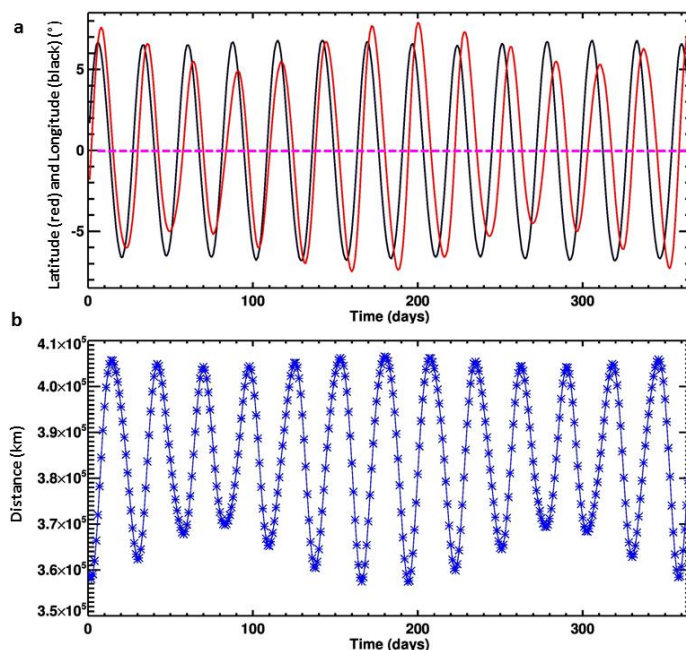 a
Latitude (red) and Longitude (black) (°)
5
0
-5
0 100 200 300
Time (days)
b
Distance (km)
4.1×10⁵
4.0×10⁵
3.9×10⁵
3.8×10⁵
3.7×10⁵
3.6×10⁵
3.5×10⁵
0 100 200 300
Time (days)